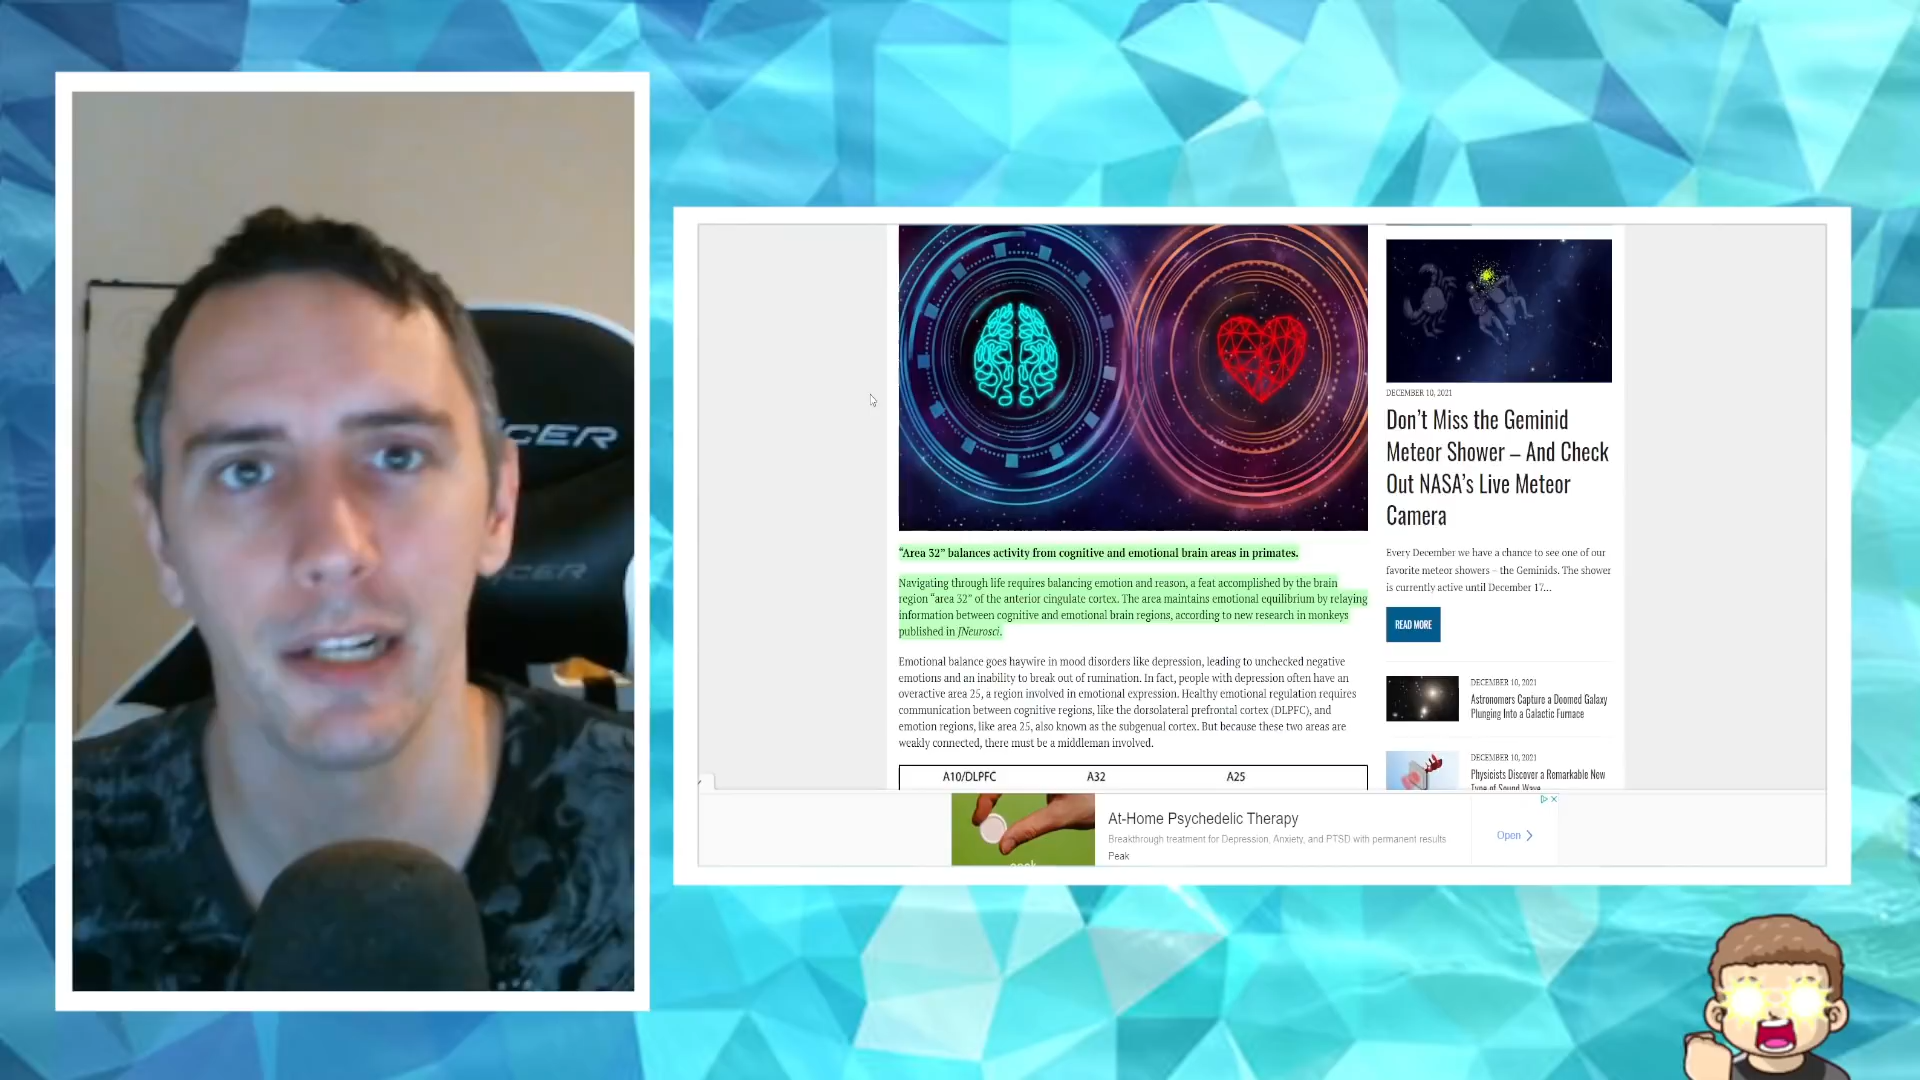 CER
CER
"Area 32" balances activity from cognitive and emotional brain areas in primates.
Navigating through life requires balancing emotion and reason, a feat accomplished by the brain
region "area 32" of the anterior cingulate cortex. The area maintains emotional equilibrium by relaying
information between cognitive and emotional brain regions, according to new research in monkeys
published in JNeurosci.
Emotional balance goes haywire in mood disorders like depression, leading to unchecked negative
emotions and an inability to break out of rumination. In fact, people with depression often have an
overactive area 25, a region involved in emotional expression. Healthy emotional regulation requires
communication between cognitive regions, like the dorsolateral prefrontal cortex (DLPFC), and
emotion regions, like area 25, also known as the subgenual cortex. But because these two areas are
weakly connected, there must be a middleman involved.
A10/DLPFC A32 A25
DECEMBER 10, 2021
Don't Miss the Geminid
Meteor Shower – And Check
Out NASA's Live Meteor
Camera
Every December we have a chance to see one of our
favorite meteor showers – the Geminids. The shower
is currently active until December 17...
READ MORE
DECEMBER 10, 2021
Astronomers Capture a Doomed Galaxy
Plunging Into a Galactic Furnace
DECEMBER 10, 2021
Physicists Discover a Remarkable New
Type of Sound Wave
At-Home Psychedelic Therapy
Breakthrough treatment for Depression, Anxiety, and PTSD with permanent results
Peak
Open
peak